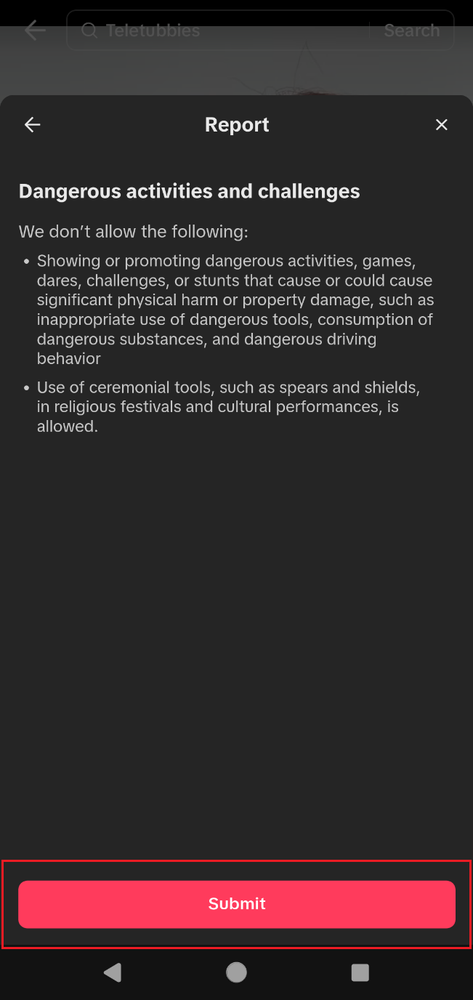 Teletubbies
Search
Report
Dangerous activities and challenges
We don’t allow the following:
• Showing or promoting dangerous activities, games,
dares, challenges, or stunts that cause or could cause
significant physical harm or property damage, such as
inappropriate use of dangerous tools, consumption of
dangerous substances, and dangerous driving
behavior
• Use of ceremonial tools, such as spears and shields,
in religious festivals and cultural performances, is
allowed.
Submit